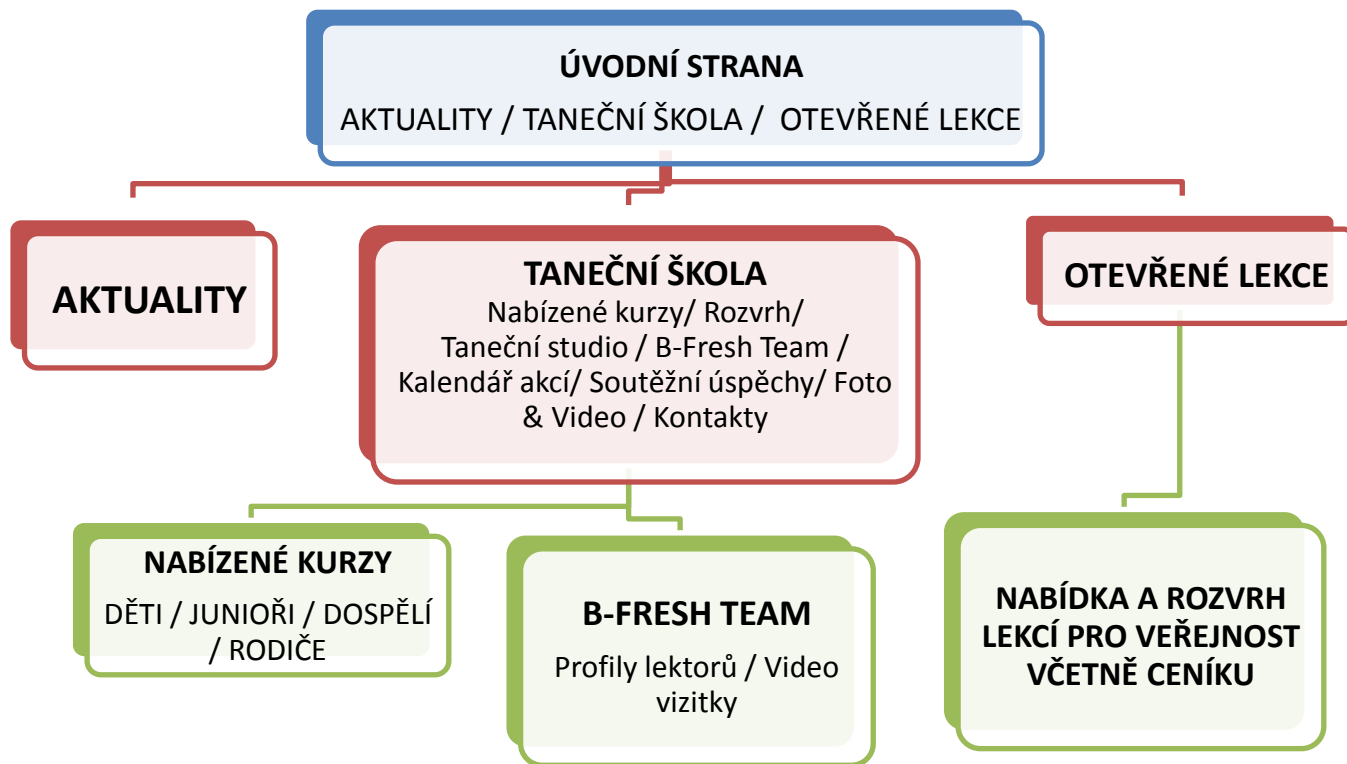 ÚVODNÍ STRANA
AKTUALITY / TANEČNÍ ŠKOLA / OTEVŘENÉ LEKCE
AKTUALITY
TANEČNÍ ŠKOLA
Nabízené kurzy/ Rozvrh/
Taneční studio / B-Fresh Team /
Kalendář akcí/ Soutěžní úspěchy/ Foto
& Video / Kontakty
OTEVŘENÉ LEKCE
NABÍZENÉ KURZY
DĚTI / JUNIOŘI / DOSPĚLÍ
/ RODIČE
B-FRESH TEAM
Profily lektorů / Video
vizitky
NABÍDKA A ROZVRH
LEKCÍ PRO VEŘEJNOST
VČETNĚ CENÍKU